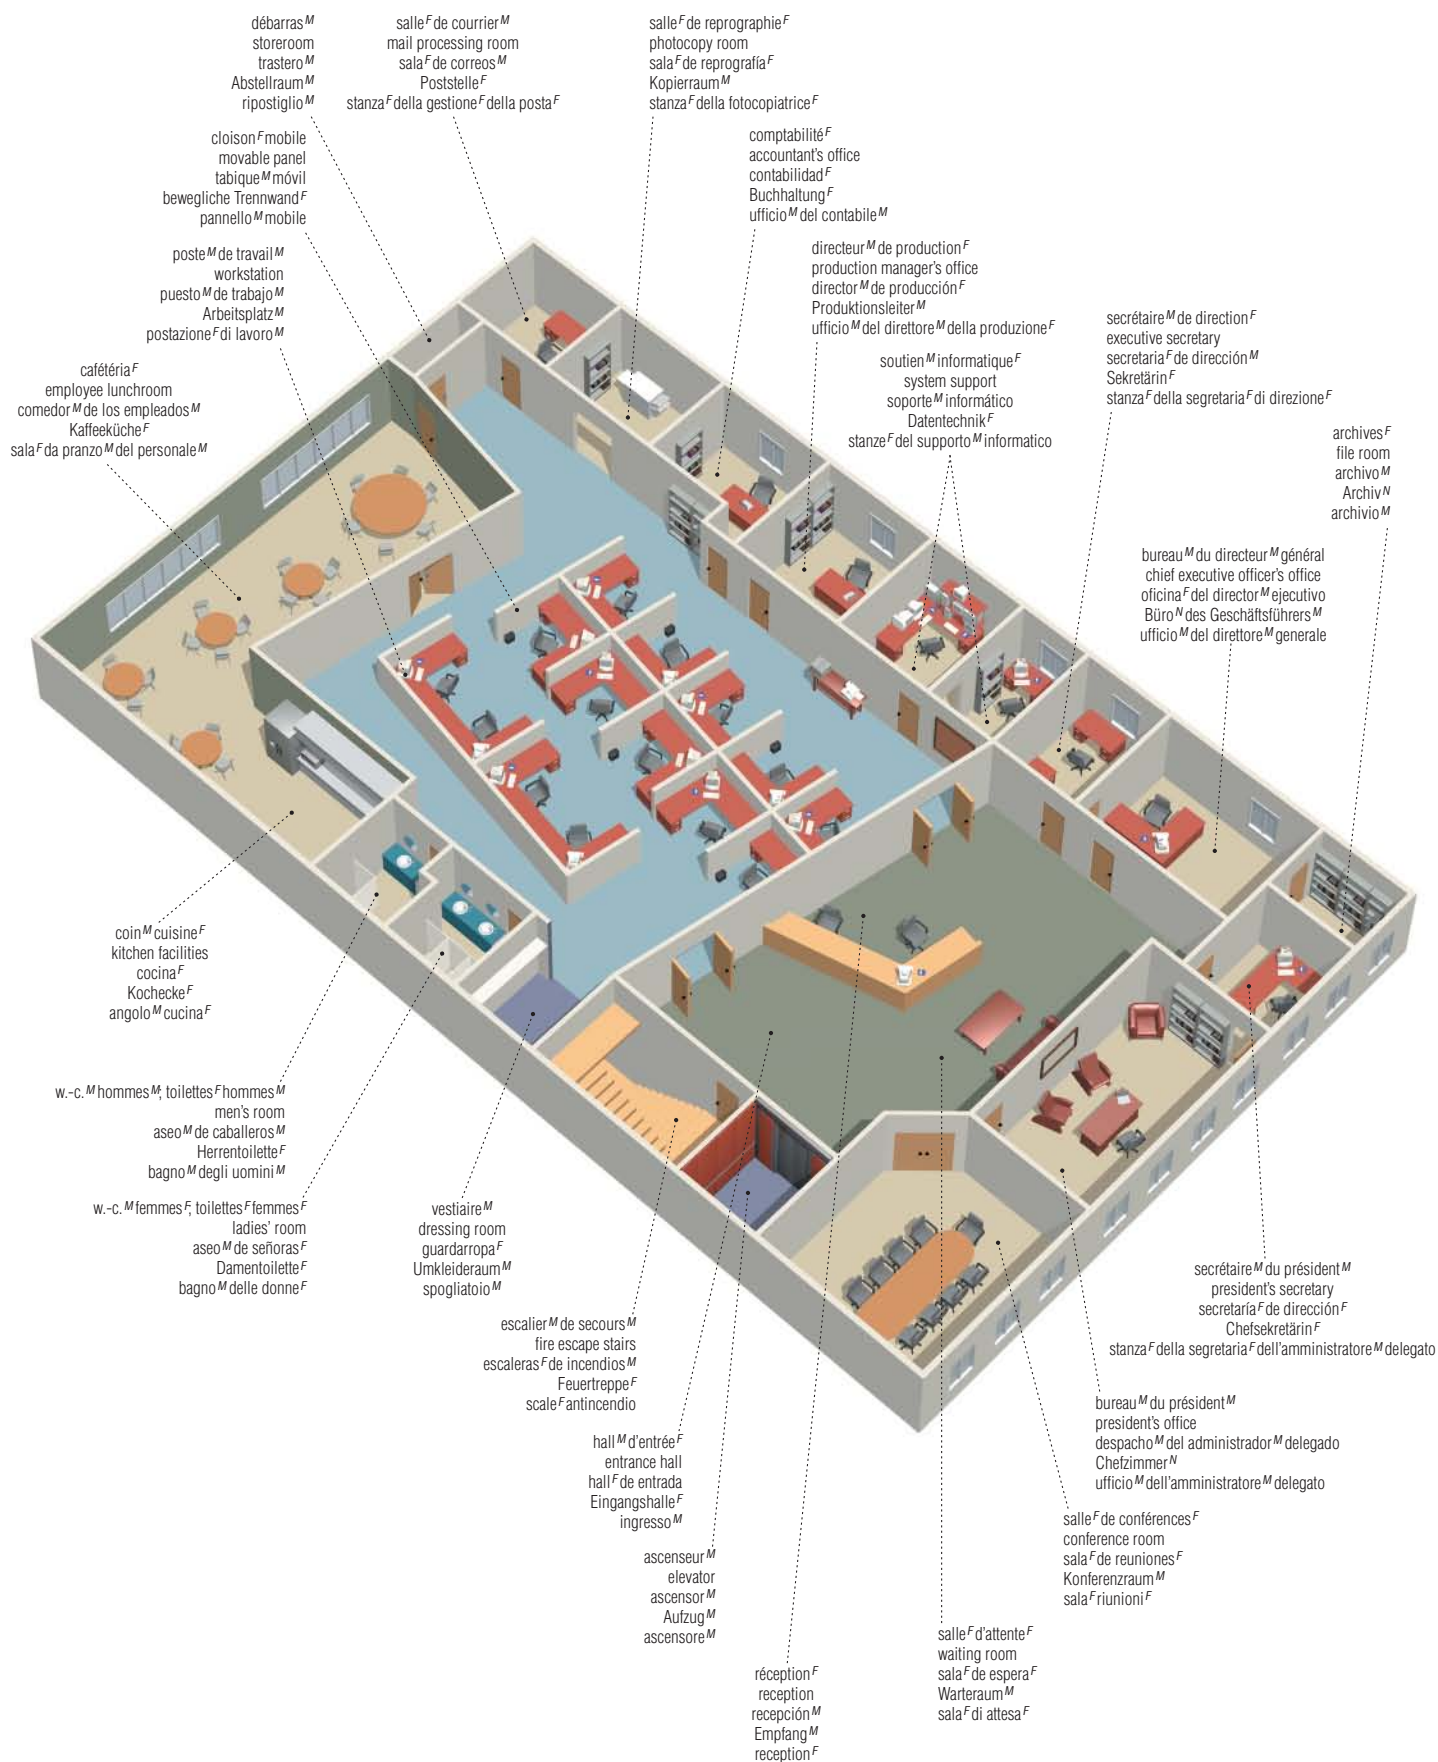 débarras M
storeroom
trastero M
Abstellraum M
ripostiglio M
salle F de courrier M
mail processing room
sala F de correos M
Poststelle F
stanza F della gestione F della posta F
salle F de reprographie F
photocopy room
sala F de reprografía F
Kopierraum M
stanza F della fotocopiatrice F
cloison F mobile
movable panel
tabique M móvil
bewegliche Trennwand F
pannello M mobile
comptabilité F
accountant's office
contabilidad F
Buchhaltung F
ufficio M del contabile M
poste M de travail M
workstation
puesto M de trabajo M
Arbeitsplatz M
postazione F di lavoro M
directeur M de production F
production manager's office
director M de producción F
Produktionsleiter M
ufficio M del direttore M della produzione F
secrétaire M de direction F
executive secretary
secretaria F de dirección M
Sekretärin F
stanza F della segretaria F di direzione F
soutien M informatique F
system support
soporte M informático
Datentechnik F
stanze F del supporto M informatico
cafétéria F
employee lunchroom
comedor M de los empleados M
Kaffeeküche F
sala F da pranzo M del personale M
archives F
file room
archivo M
Archiv N
archivio M
bureau M du directeur M général
chief executive officer's office
oficina F del director M ejecutivo
Büro N des Geschäftsführers M
ufficio M del direttore M generale
coin M cuisine F
kitchen facilities
cocina F
Kochecke F
angolo M cucina F
w.-c. M hommes M; toilettes F hommes M
men's room
aseo M de caballeros M
Herrentoilette F
bagno M degli uomini M
w.-c. M femmes F; toilettes F femmes F
ladies' room
aseo M de señoras F
Damentoilette F
bagno M delle donne F
vestiaire M
dressing room
guardarropa F
Umkleideraum M
spogliatoio M
escalier M de secours M
fire escape stairs
escaleras F de incendios M
Feuertreppe F
scale F antincendio
hall M d'entrée F
entrance hall
hall F de entrada
Eingangshalle F
ingresso M
ascenseur M
elevator
ascensor M
Aufzug M
ascensore M
réception F
reception
recepción M
Empfang M
reception F
salle F d'attente F
waiting room
sala F de espera F
Warteraum M
sala F di attesa F
salle F de conférences F
conference room
sala F de reuniones F
Konferenzraum M
sala F riunioni F
bureau M du président M
president's office
despacho M del administrador M delegado
Chefzimmer N
ufficio M dell'amministratore M delegato
secrétaire M du président M
president's secretary
secretaría F de dirección F
Chefsekretärin F
stanza F della segretaria F dell'amministratore M delegato